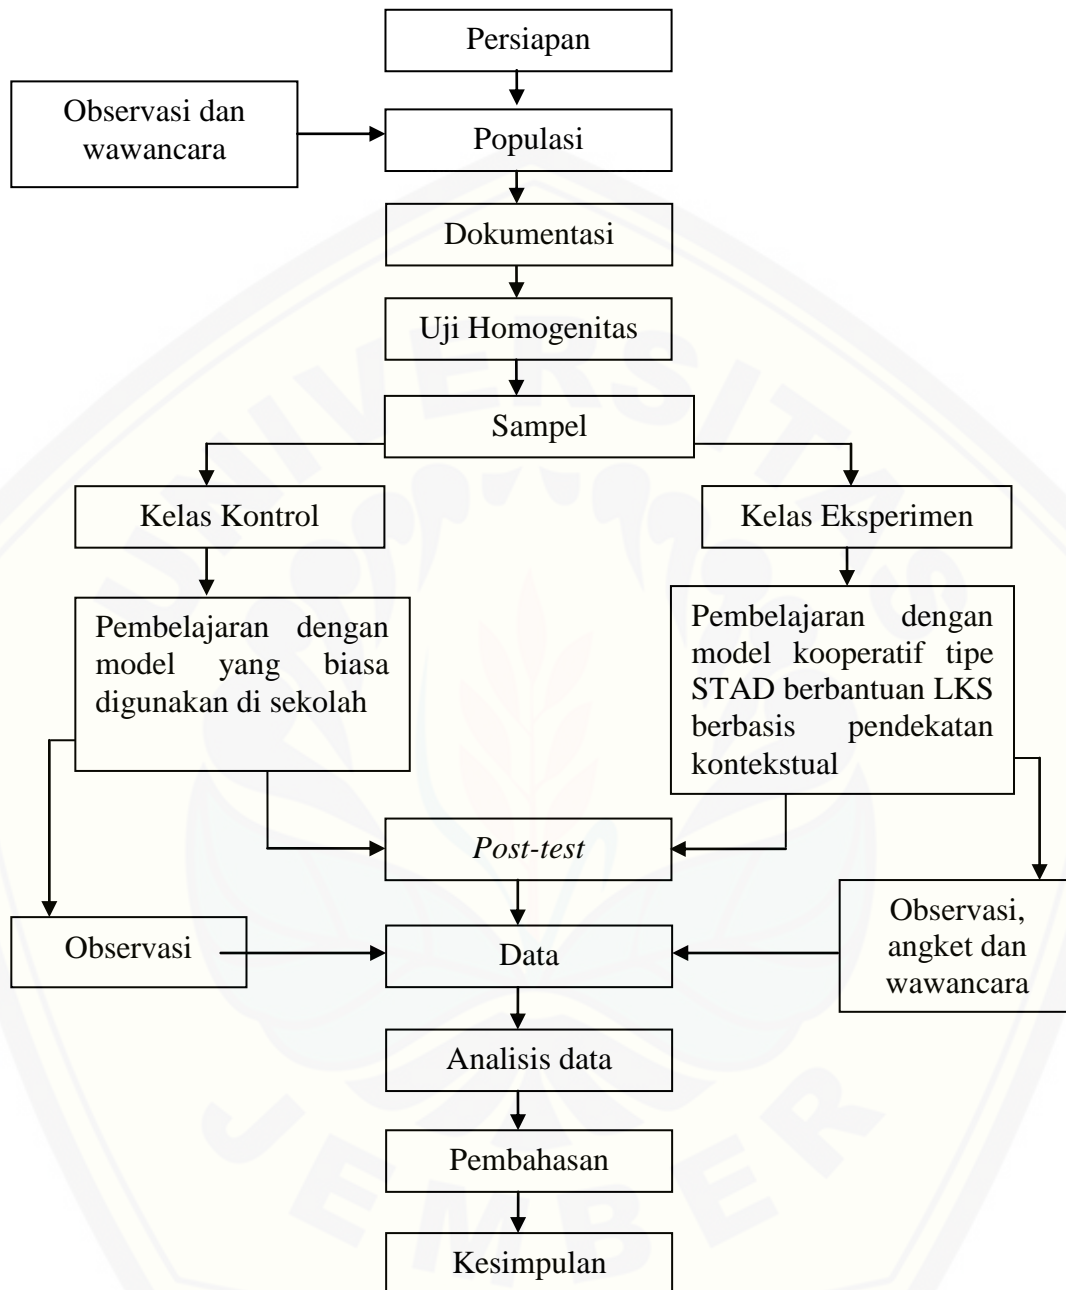 Persiapan
Observasi dan
wawancara
Populasi
Dokumentasi
Uji Homogenitas
Sampel
Kelas Kontrol
Kelas Eksperimen
Pembelajaran dengan
model yang biasa
digunakan di sekolah
Pembelajaran dengan
model kooperatif tipe
STAD berbantuan LKS
berbasis pendekatan
kontekstual
Post-test
Observasi
Data
Observasi,
angket dan
wawancara
Analisis data
Pembahasan
Kesimpulan
UNIVERSITAS
JEMBER